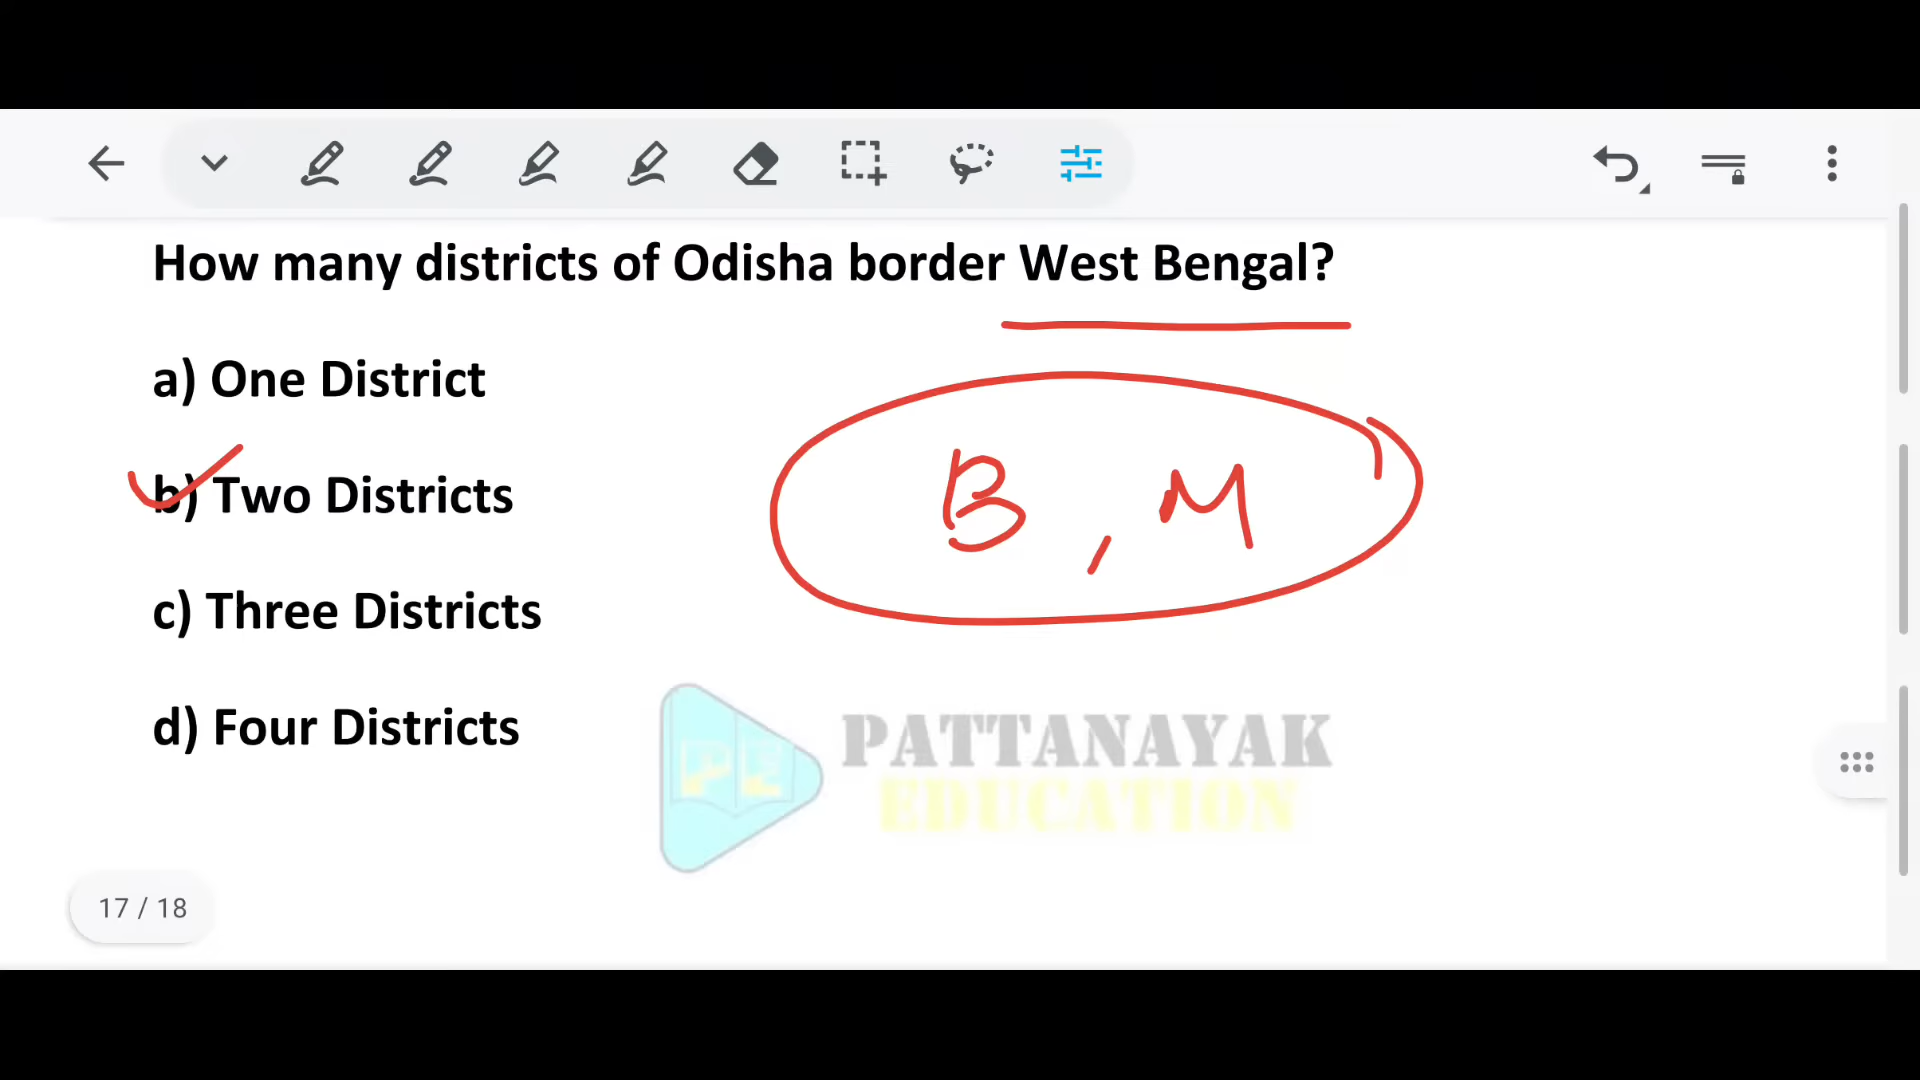 How many districts of Odisha border West Bengal?
a) One District
b) Two Districts
B, M
c) Three Districts
d) Four Districts
PE
PATTANAYAK
EDUCATION
17 / 18